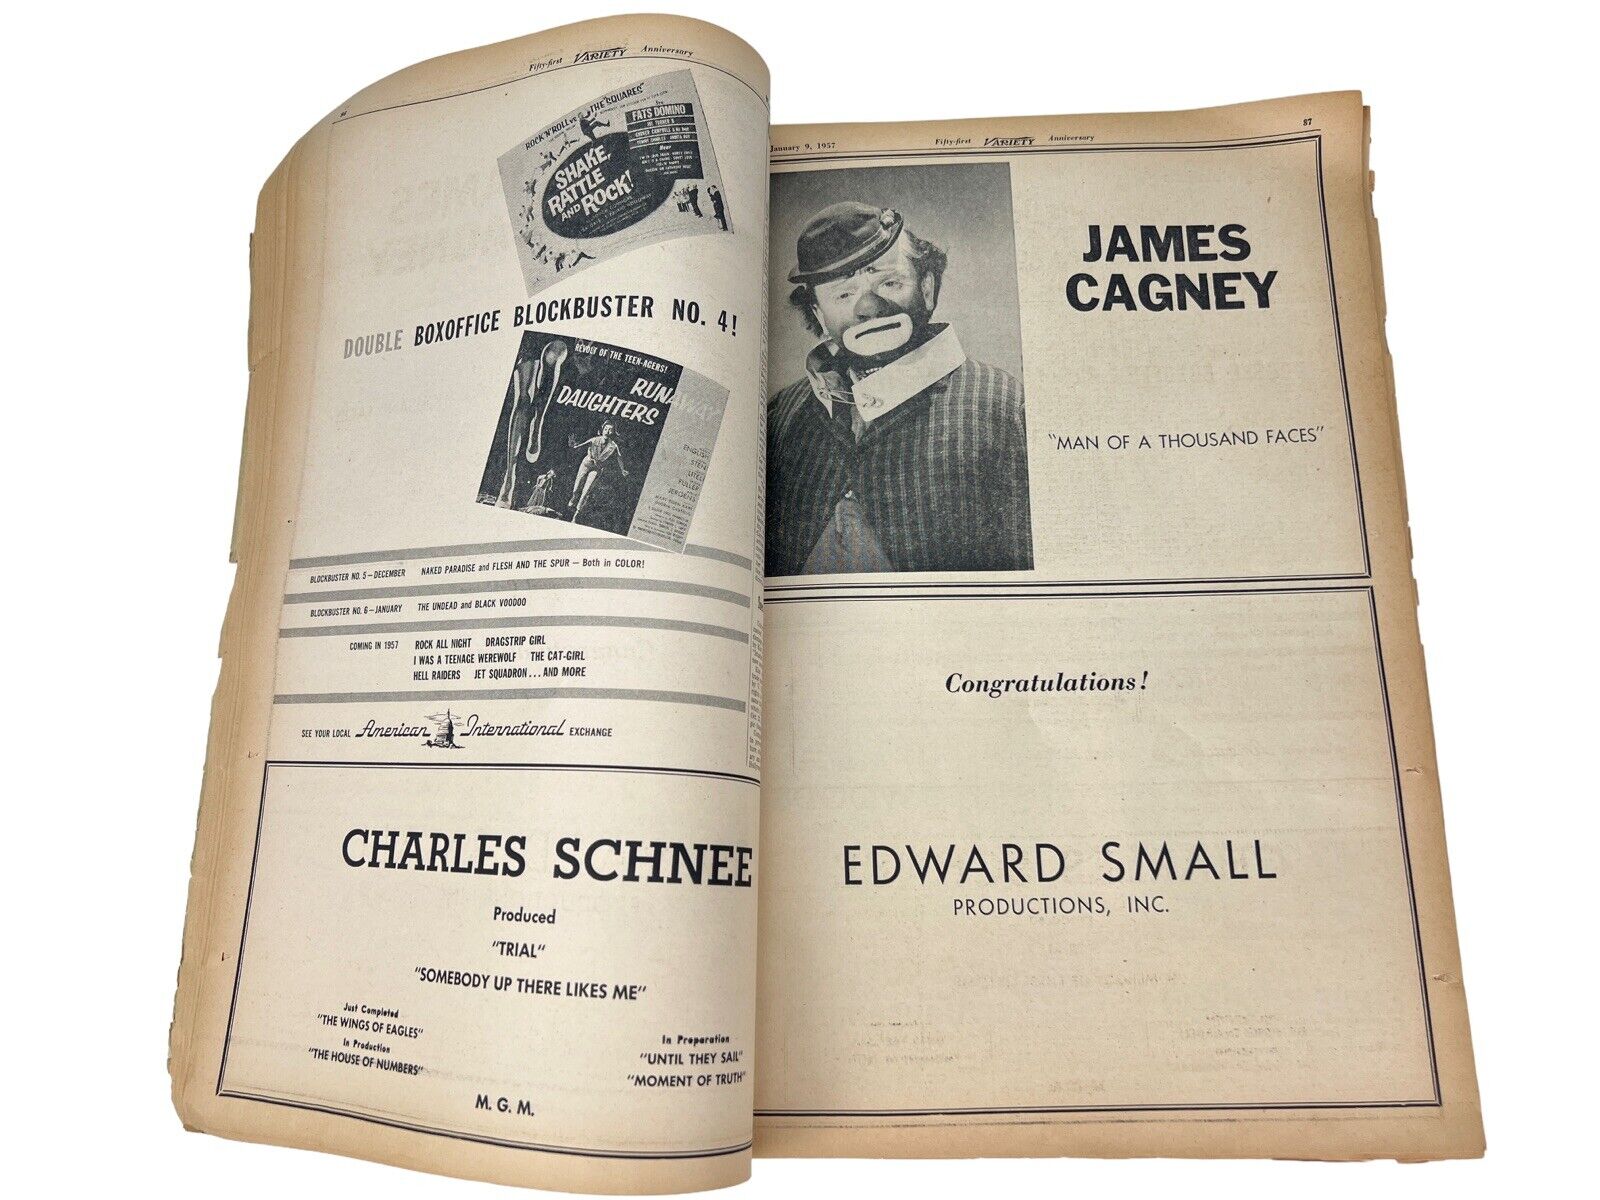 Fifty-first VARIETY Anniversary
ROCK 'N' ROLL vs THE "SQUARES"
FATS DOMINO
JOE TURNER
SHAKE,
RATTLE
AND ROCK!
DOUBLE BOXOFFICE BLOCKBUSTER NO. 4!
REVOLT OF THE TEEN-AGERS!
RUNAWAY
DAUGHTERS
ENGLISH
BLOCKBUSTER NO. 5—DECEMBER NAKED PARADISE and FLESH AND THE SPUR — Both in COLOR!
BLOCKBUSTER NO. 6—JANUARY THE UNDEAD and BLACK VOODOO
COMING IN 1957 ROCK ALL NIGHT DRAGSTRIP GIRL
I WAS A TEENAGE WEREWOLF THE CAT-GIRL
HELL RAIDERS JET SQUADRON . . . AND MORE
SEE YOUR LOCAL American International EXCHANGE
CHARLES SCHNEE
Produced
"TRIAL"
"SOMEBODY UP THERE LIKES ME"
Just Completed
"THE WINGS OF EAGLES"
In Production
"THE HOUSE OF NUMBERS"
In Preparation
"UNTIL THEY SAIL"
"MOMENT OF TRUTH"
M. G. M.
January 9, 1957 Fifty-first VARIETY Anniversary 87
JAMES
CAGNEY
"MAN OF A THOUSAND FACES"
Congratulations!
EDWARD SMALL
PRODUCTIONS, INC.